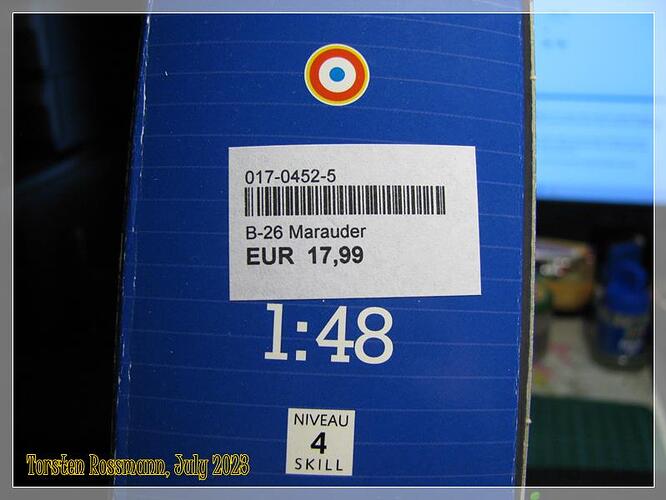 017-0452-5
B-26 Marauder
EUR 17,99
1:48
NIVEAU
4
SKILL
Torsten Rossmann, July 2023